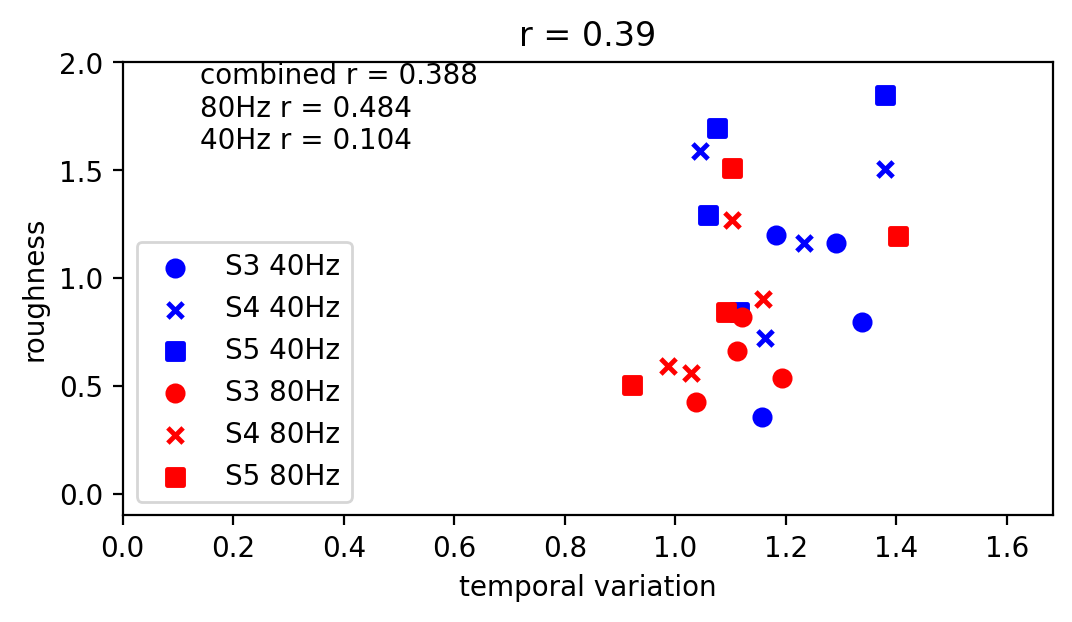 r = 0.39
combined r = 0.388
80Hz r = 0.484
40Hz r = 0.104
2.0
1.5
1.0
0.5
0.0
roughness
S3 40Hz
S4 40Hz
S5 40Hz
S3 80Hz
S4 80Hz
S5 80Hz
0.0 0.2 0.4 0.6 0.8 1.0 1.2 1.4 1.6
temporal variation